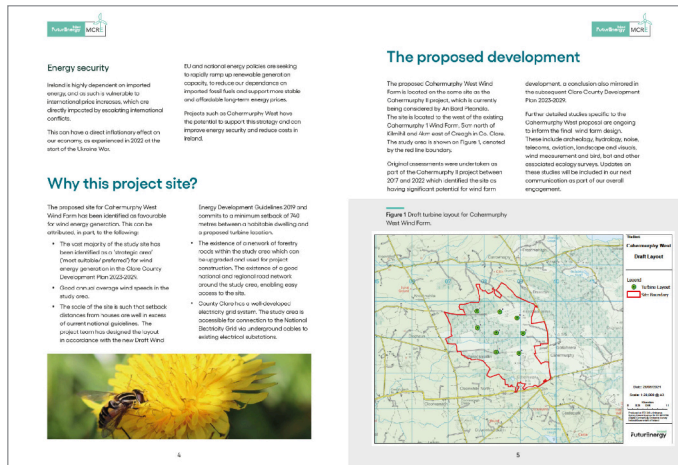 FuturEnergy
MCRE
FuturEnergy
MCRE
Energy security
Ireland is highly dependent on imported
energy, and as such is vulnerable to
international price increases, which are
directly impacted by escalating international
conflicts.
This can have a direct inflationary effect on
our economy, as experienced in 2022 at the
start of the Ukraine War.
EU and national energy policies are seeking
to rapidly ramp up renewable generation
capacity, to reduce our dependence on
imported fossil fuels and support more stable
and affordable long-term energy prices.
Projects such as Cahermurphy West have
the potential to support this strategy and can
improve energy security and reduce costs in
Ireland.
Why this project site?
The proposed site for Cahermurphy West
Wind Farm has been identified as favourable
for wind energy generation. This can be
attributed, in part, to the following:
• The vast majority of the study site has
been identified as a 'strategic area'
('most suitable/ preferred') for wind
energy generation in the Clare County
Development Plan 2023-2029.
• Good annual average wind speeds in the
study area.
• The scale of the site is such that setback
distances from houses are well in excess
of current national guidelines. The
project team has designed the layout
in accordance with the new Draft Wind
Energy Development Guidelines 2019 and
commits to a minimum setback of 740
metres between a habitable dwelling and
a proposed turbine location.
• The existence of a network of forestry
roads within the study area which can
be upgraded and used for project
construction. The existence of a good
national and regional road network
around the study area, enabling easy
access to the site.
• County Clare has a well-developed
electricity grid system. The study area is
accessible for connection to the National
Electricity Grid via underground cables to
existing electrical substations.
4
The proposed development
The proposed Cahermurphy West Wind
Farm is located on the same site as the
Cahermurphy II project, which is currently
being considered by An Bord Pleanála.
The site is located to the west of the existing
Cahermurphy 1 Wind Farm, 5km north of
Kilmihil and 4km east of Creegh in Co. Clare.
The study area is shown on Figure 1, denoted
by the red line boundary.
Original assessments were undertaken as
part of the Cahermurphy II project between
2017 and 2022 which identified the site as
having significant potential for wind farm
development, a conclusion also mirrored in
the subsequent Clare County Development
Plan 2023-2029.
Further detailed studies specific to the
Cahermurphy West proposal are ongoing
to inform the final wind farm design.
These include archeology, hydrology, noise,
telecoms, aviation, landscape and visuals,
wind measurement and bird, bat and other
associated ecology surveys. Updates on
these studies will be included in our next
communication as part of our overall
engagement.
Figure 1 Draft turbine layout for Cahermurphy
West Wind Farm.
Cahermurphy West
Draft Layout
Legend
Turbine Layout
Site Boundary
FuturEnergy
5